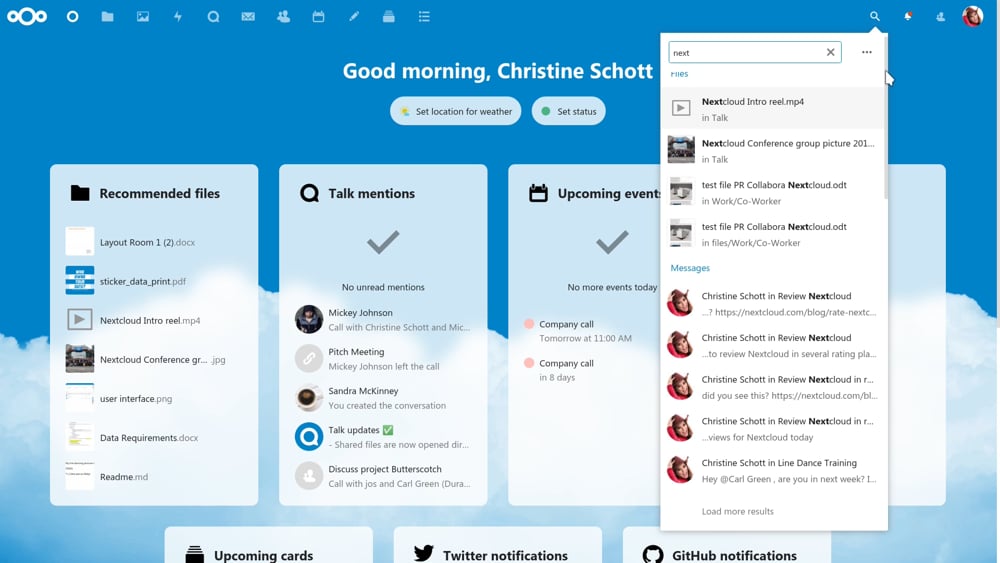 next
Files
Nextcloud Intro reel.mp4
in Talk
Nextcloud Conference group picture 201...
in Talk
test file PR Collabora Nextcloud.odt
in Work/Co-Worker
test file PR Collabora Nextcloud.odt
in files/Work/Co-Worker
Messages
Christine Schott in Review Nextcloud
...? https://nextcloud.com/blog/rate-nextc...
Christine Schott in Review Nextcloud
...to review Nextcloud in several rating pla...
Christine Schott in Review Nextcloud in r...
did you see this? https://nextcloud.com/bl...
Christine Schott in Review Nextcloud in r...
...views for Nextcloud today
Christine Schott in Line Dance Training
Hey @Carl Green , are you in next week? I...
Load more results
Good morning, Christine Schott
Set location for weather
Set status
Recommended files
Layout Room 1 (2).docx
sticker_data_print.pdf
Nextcloud Intro reel.mp4
Nextcloud Conference gr... .jpg
user interface.png
Data Requirements.docx
Readme.md
Talk mentions
No unread mentions
Mickey Johnson
Call with Christine Schott and Mic...
Pitch Meeting
Mickey Johnson left the call
Sandra McKinney
You created the conversation
Talk updates ✅
- Shared files are now opened dir...
Discuss project Butterscotch
Call with jos and Carl Green (Dura...
Upcoming events
No more events today
Company call
Tomorrow at 11:00 AM
Company call
in 8 days
Upcoming cards
Twitter notifications
GitHub notifications